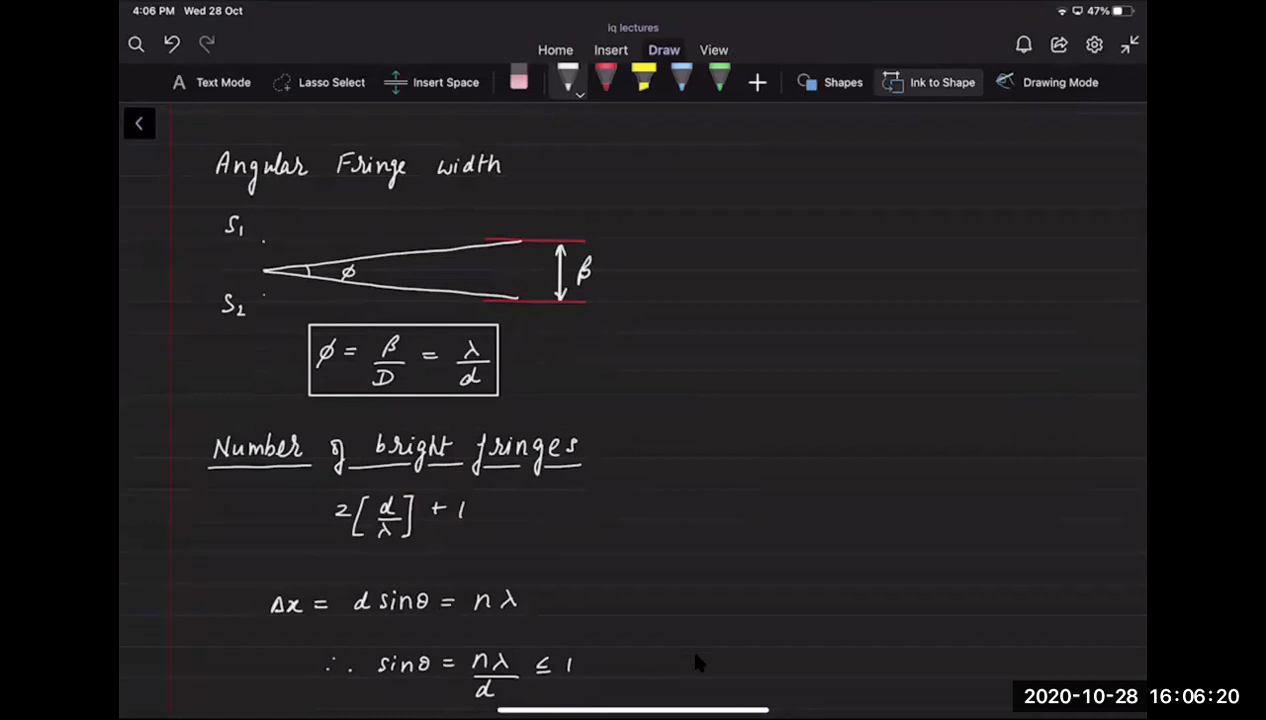 4:06 PM Wed 28 Oct
47%
iq lectures
Home Insert Draw View
Text Mode Lasso Select Insert Space Shapes Ink to Shape Drawing Mode
Angular Fringe width
S₁
φ
β
S₂
φ = β/D = λ/d
Number of bright fringes
2[d/λ] + 1
Δx = d sinθ = nλ
∴ sinθ = nλ/d ≤ 1
2020-10-28 16:06:20